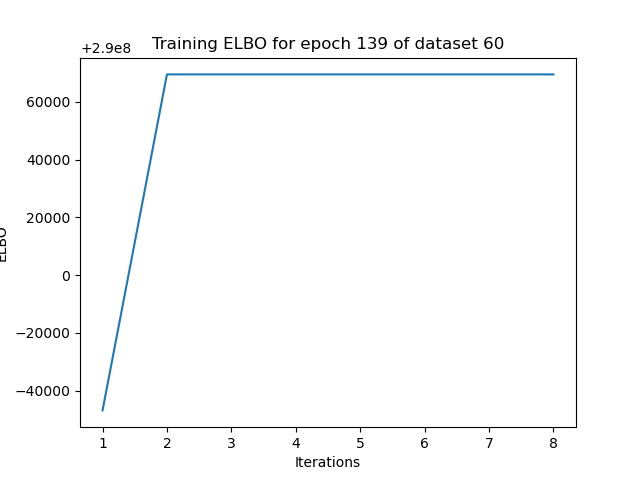 Training ELBO for epoch 139 of dataset 60
+2.9e8
60000
40000
20000
0
−20000
−40000
ELBO
1 2 3 4 5 6 7 8
Iterations